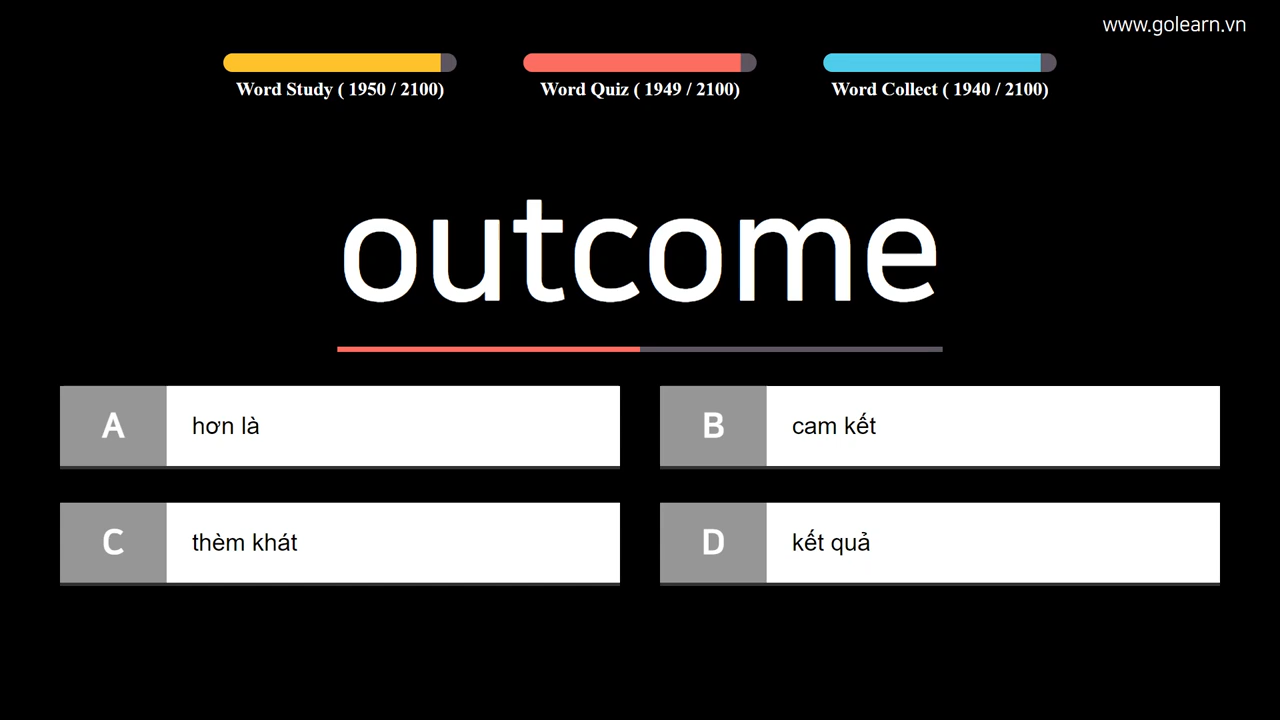 www.golearn.vn
Word Study ( 1950 / 2100)
Word Quiz ( 1949 / 2100)
Word Collect ( 1940 / 2100)
outcome
A hơn là
B cam kết
C thèm khát
D kết quả